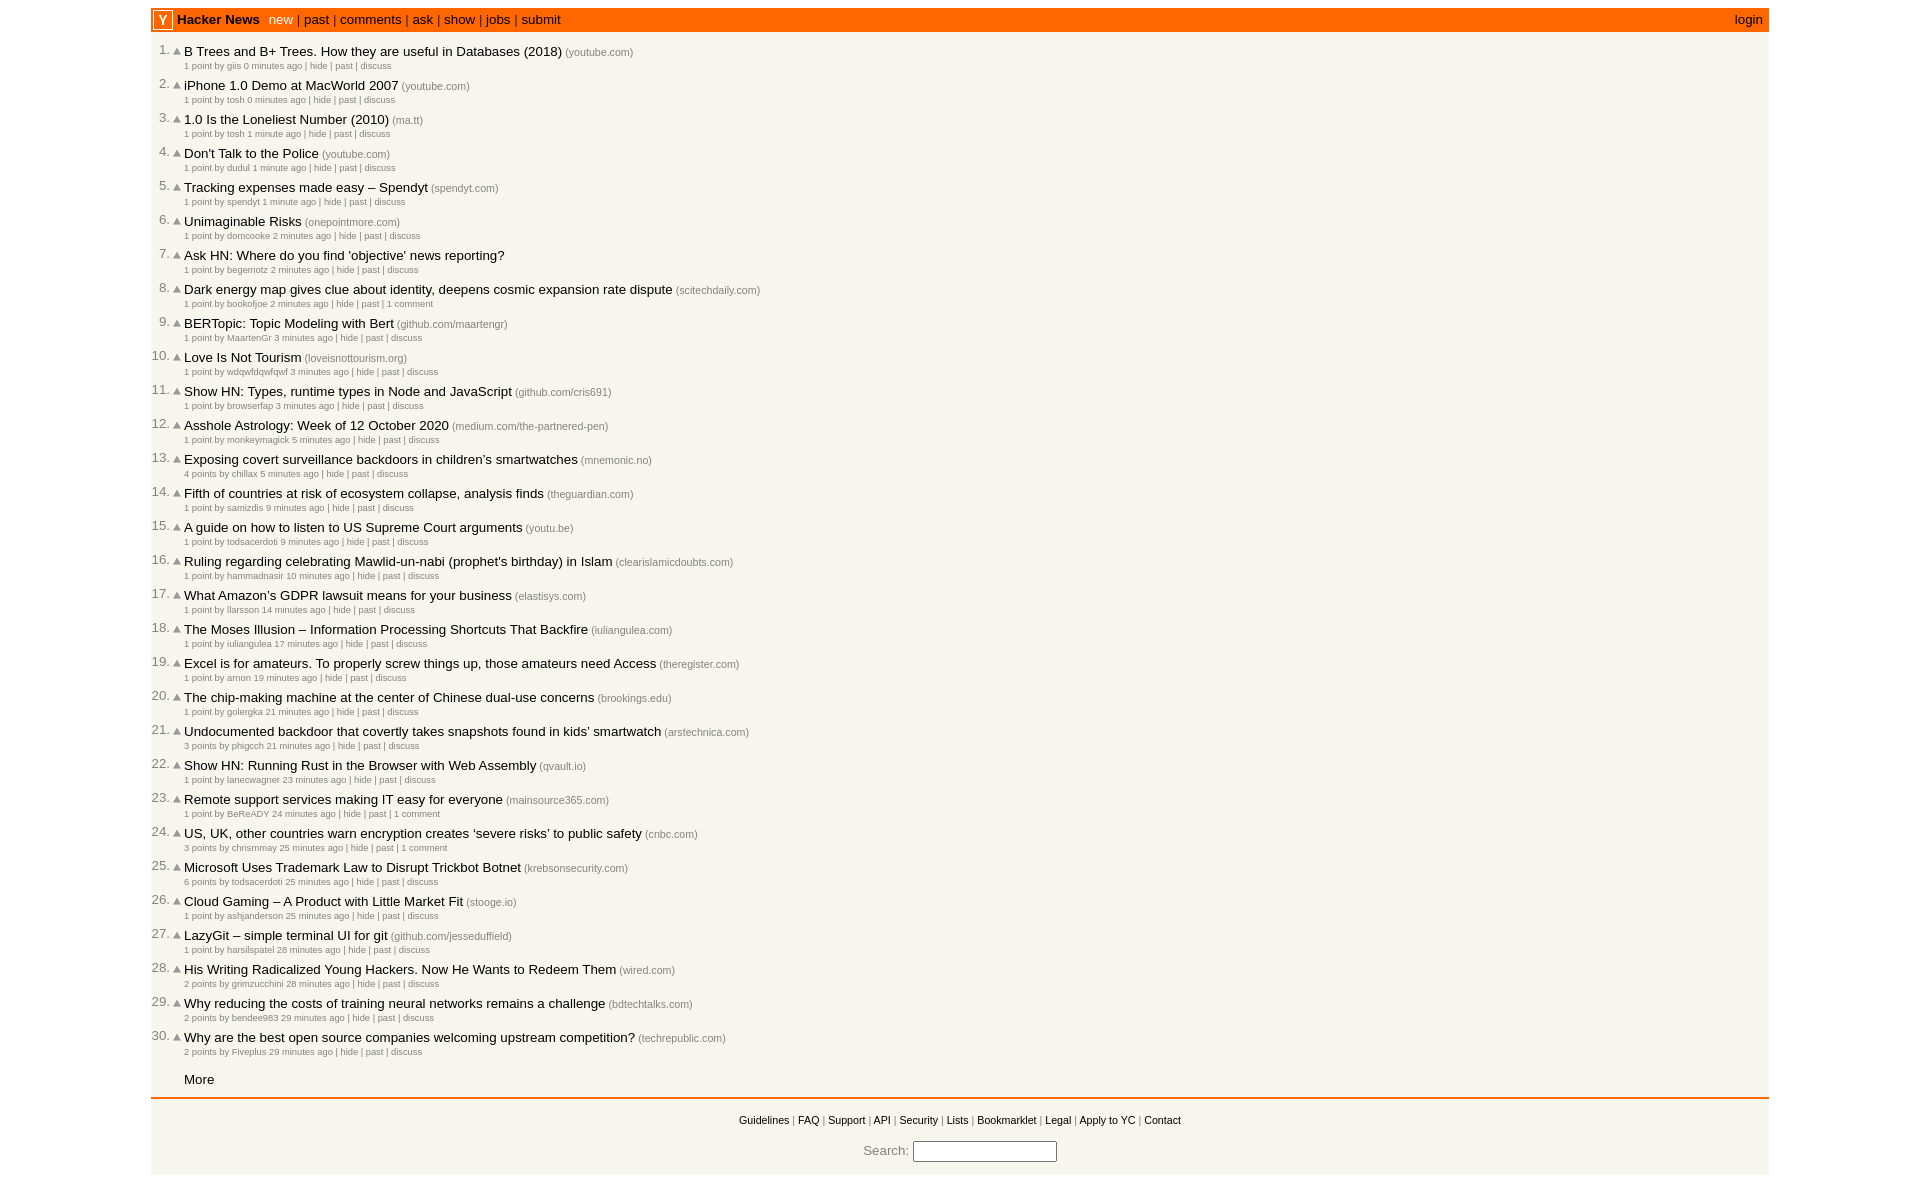 Y Hacker News new | past | comments | ask | show | jobs | submit login
1. B Trees and B+ Trees. How they are useful in Databases (2018) (youtube.com)
1 point by giis 0 minutes ago | hide | past | discuss
2. iPhone 1.0 Demo at MacWorld 2007 (youtube.com)
1 point by tosh 0 minutes ago | hide | past | discuss
3. 1.0 Is the Loneliest Number (2010) (ma.tt)
1 point by tosh 1 minute ago | hide | past | discuss
4. Don't Talk to the Police (youtube.com)
1 point by dudul 1 minute ago | hide | past | discuss
5. Tracking expenses made easy – Spendyt (spendyt.com)
1 point by spendyt 1 minute ago | hide | past | discuss
6. Unimaginable Risks (onepointmore.com)
1 point by domcooke 2 minutes ago | hide | past | discuss
7. Ask HN: Where do you find 'objective' news reporting?
1 point by begemotz 2 minutes ago | hide | past | discuss
8. Dark energy map gives clue about identity, deepens cosmic expansion rate dispute (scitechdaily.com)
1 point by bookofjoe 2 minutes ago | hide | past | 1 comment
9. BERTopic: Topic Modeling with Bert (github.com/maartengr)
1 point by MaartenGr 3 minutes ago | hide | past | discuss
10. Love Is Not Tourism (loveisnottourism.org)
1 point by wdqwfdqwfqwf 3 minutes ago | hide | past | discuss
11. Show HN: Types, runtime types in Node and JavaScript (github.com/cris691)
1 point by browserfap 3 minutes ago | hide | past | discuss
12. Asshole Astrology: Week of 12 October 2020 (medium.com/the-partnered-pen)
1 point by monkeymagick 5 minutes ago | hide | past | discuss
13. Exposing covert surveillance backdoors in children’s smartwatches (mnemonic.no)
4 points by chillax 5 minutes ago | hide | past | discuss
14. Fifth of countries at risk of ecosystem collapse, analysis finds (theguardian.com)
1 point by samizdis 9 minutes ago | hide | past | discuss
15. A guide on how to listen to US Supreme Court arguments (youtu.be)
1 point by todsacerdoti 9 minutes ago | hide | past | discuss
16. Ruling regarding celebrating Mawlid-un-nabi (prophet's birthday) in Islam (clearislamicdoubts.com)
1 point by hammadnasir 10 minutes ago | hide | past | discuss
17. What Amazon’s GDPR lawsuit means for your business (elastisys.com)
1 point by llarsson 14 minutes ago | hide | past | discuss
18. The Moses Illusion – Information Processing Shortcuts That Backfire (iuliangulea.com)
1 point by iuliangulea 17 minutes ago | hide | past | discuss
19. Excel is for amateurs. To properly screw things up, those amateurs need Access (theregister.com)
1 point by arnon 19 minutes ago | hide | past | discuss
20. The chip-making machine at the center of Chinese dual-use concerns (brookings.edu)
1 point by golergka 21 minutes ago | hide | past | discuss
21. Undocumented backdoor that covertly takes snapshots found in kids’ smartwatch (arstechnica.com)
3 points by phigcch 21 minutes ago | hide | past | discuss
22. Show HN: Running Rust in the Browser with Web Assembly (qvault.io)
1 point by lanecwagner 23 minutes ago | hide | past | discuss
23. Remote support services making IT easy for everyone (mainsource365.com)
1 point by BeReADY 24 minutes ago | hide | past | 1 comment
24. US, UK, other countries warn encryption creates ‘severe risks’ to public safety (cnbc.com)
3 points by chrismmay 25 minutes ago | hide | past | 1 comment
25. Microsoft Uses Trademark Law to Disrupt Trickbot Botnet (krebsonsecurity.com)
6 points by todsacerdoti 25 minutes ago | hide | past | discuss
26. Cloud Gaming – A Product with Little Market Fit (stooge.io)
1 point by ashjanderson 25 minutes ago | hide | past | discuss
27. LazyGit – simple terminal UI for git (github.com/jesseduffield)
1 point by harsilspatel 28 minutes ago | hide | past | discuss
28. His Writing Radicalized Young Hackers. Now He Wants to Redeem Them (wired.com)
2 points by grimzucchini 28 minutes ago | hide | past | discuss
29. Why reducing the costs of training neural networks remains a challenge (bdtechtalks.com)
2 points by bendee983 29 minutes ago | hide | past | discuss
30. Why are the best open source companies welcoming upstream competition? (techrepublic.com)
2 points by Fiveplus 29 minutes ago | hide | past | discuss
More
Guidelines | FAQ | Support | API | Security | Lists | Bookmarklet | Legal | Apply to YC | Contact
Search: